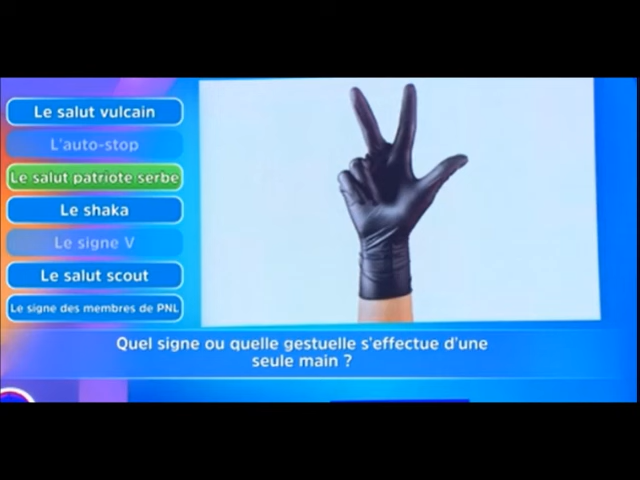 Le salut vulcain
L'auto-stop
Le salut patriote serbe
Le shaka
Le signe V
Le salut scout
Le signe des membres de PNL
Quel signe ou quelle gestuelle s'effectue d'une
seule main ?